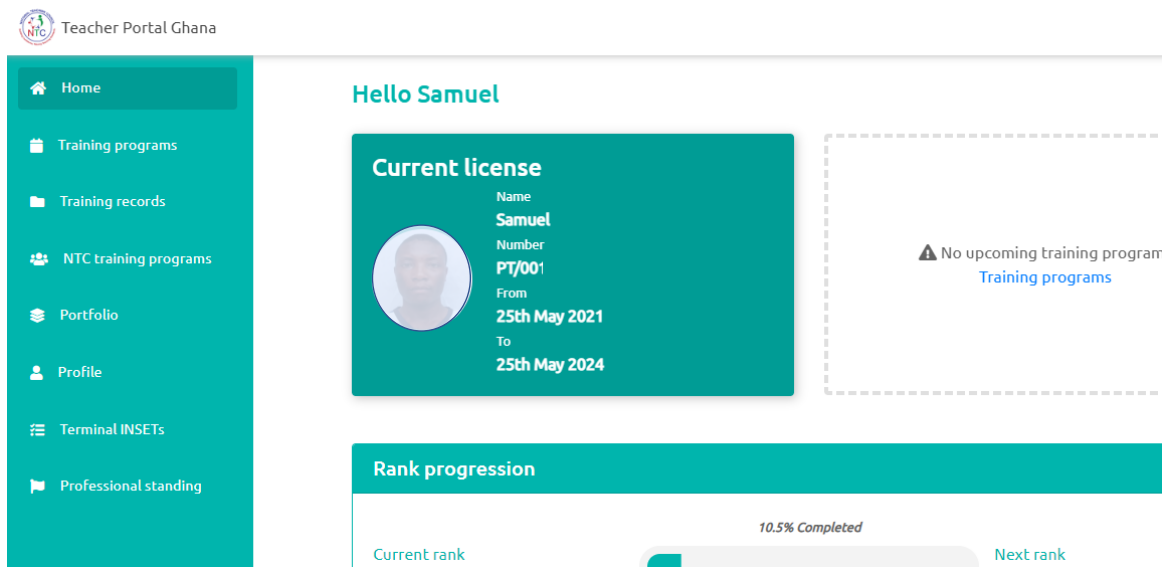 NTC
Teacher Portal Ghana
Home
Training programs
Training records
NTC training programs
Portfolio
Profile
Terminal INSETs
Professional standing
Hello Samuel
Current license
Name
Samuel
Number
PT/001
From
25th May 2021
To
25th May 2024
No upcoming training program
Training programs
Rank progression
10.5% Completed
Current rank
Next rank